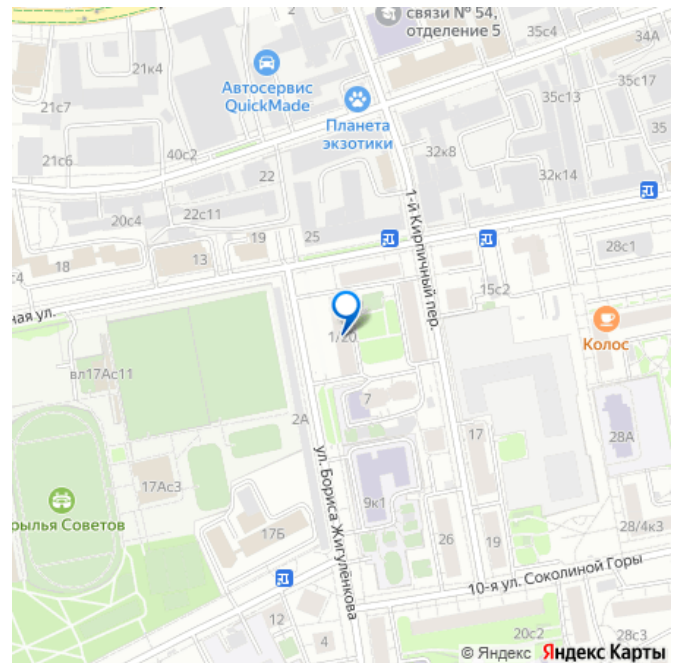 2
связи № 54,
отделение 5
35с4
34А
21к4
Автосервис
QuickMade
35с17
35с13
21с7
Планета
экзотики
35
40с2
32к8
21с6
22
32к14
1-й Кирпичный пер.
20с4
22с11
25
19
28с1
13
18
с4
15с2
ная ул.
1/20
Колос
вл17Ас11
7
2А
17
28А
ул. Бориса Жигулёнкова
17Ас3
9к1
рылья Советов
17Б
26
19
28/4к3
10-я ул. Соколиной Горы
12
4
20с2
28с3
© Яндекс Яндекс Карты